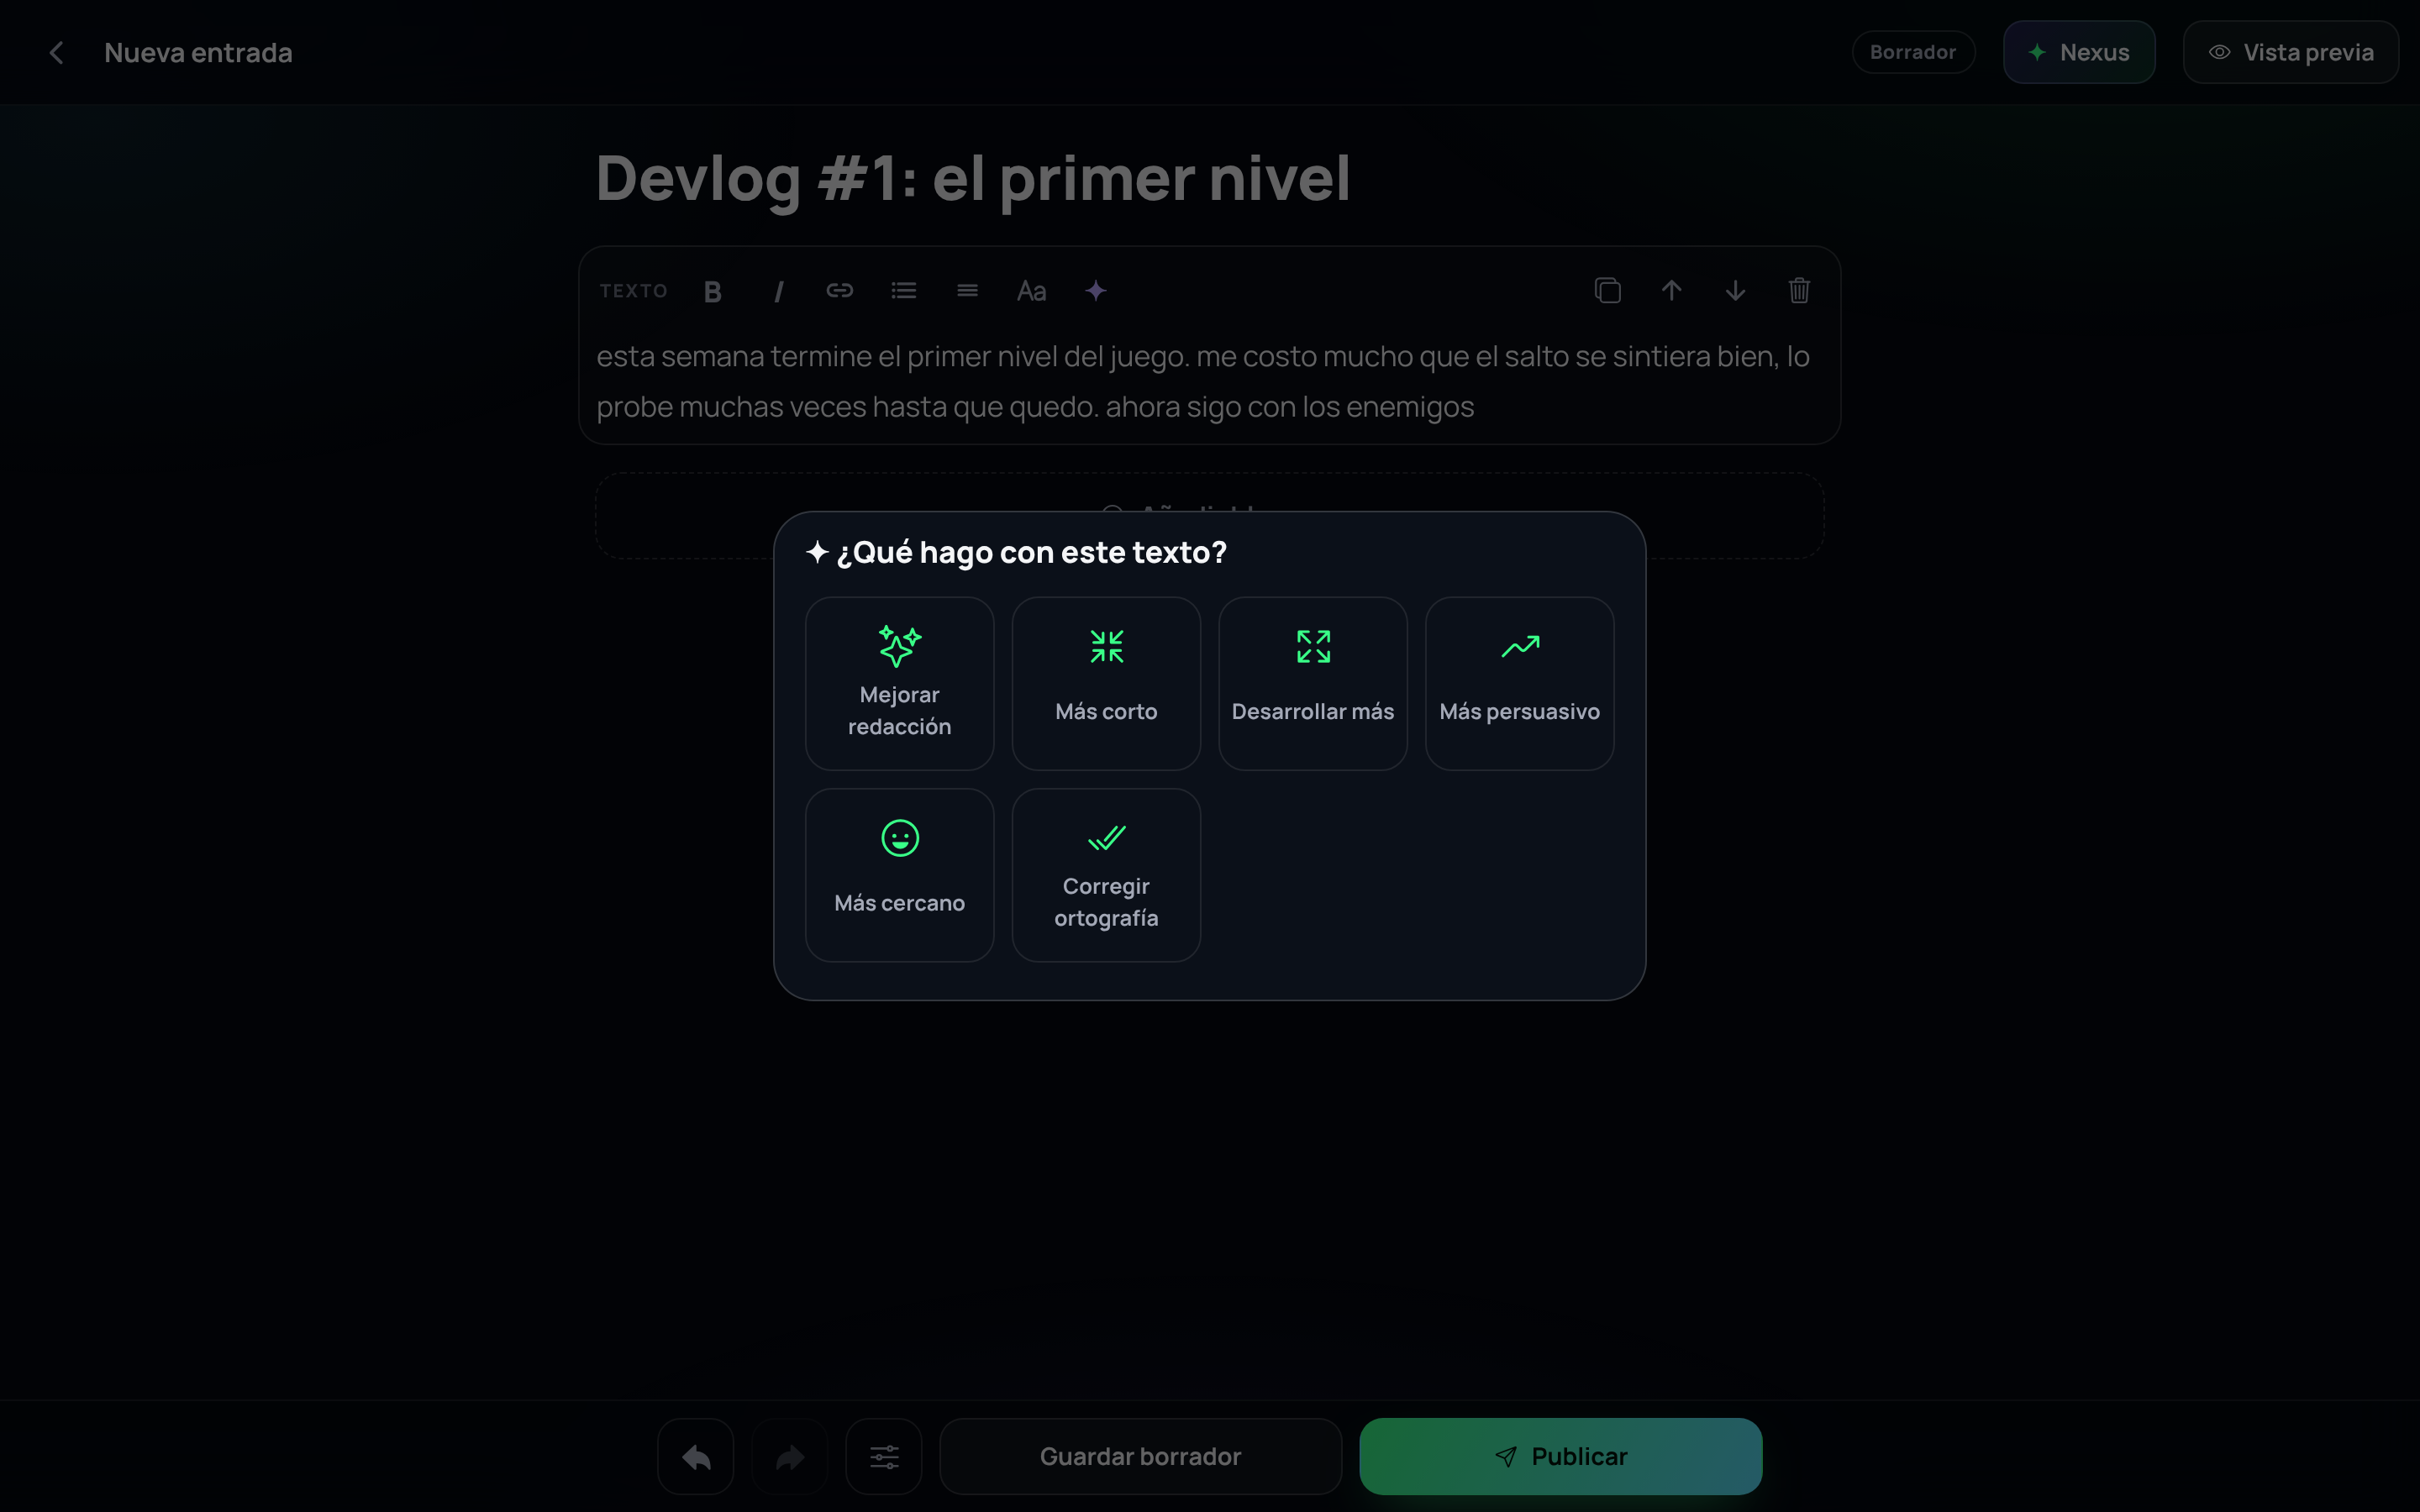 Nueva entrada
Borrador
Nexus
Vista previa
Devlog #1: el primer nivel
TEXTO B I Aa
esta semana termine el primer nivel del juego. me costo mucho que el salto se sintiera bien, lo
probe muchas veces hasta que quedo. ahora sigo con los enemigos
¿Qué hago con este texto?
Mejorar
redacción
Más corto
Desarrollar más
Más persuasivo
Más cercano
Corregir
ortografía
Guardar borrador
Publicar